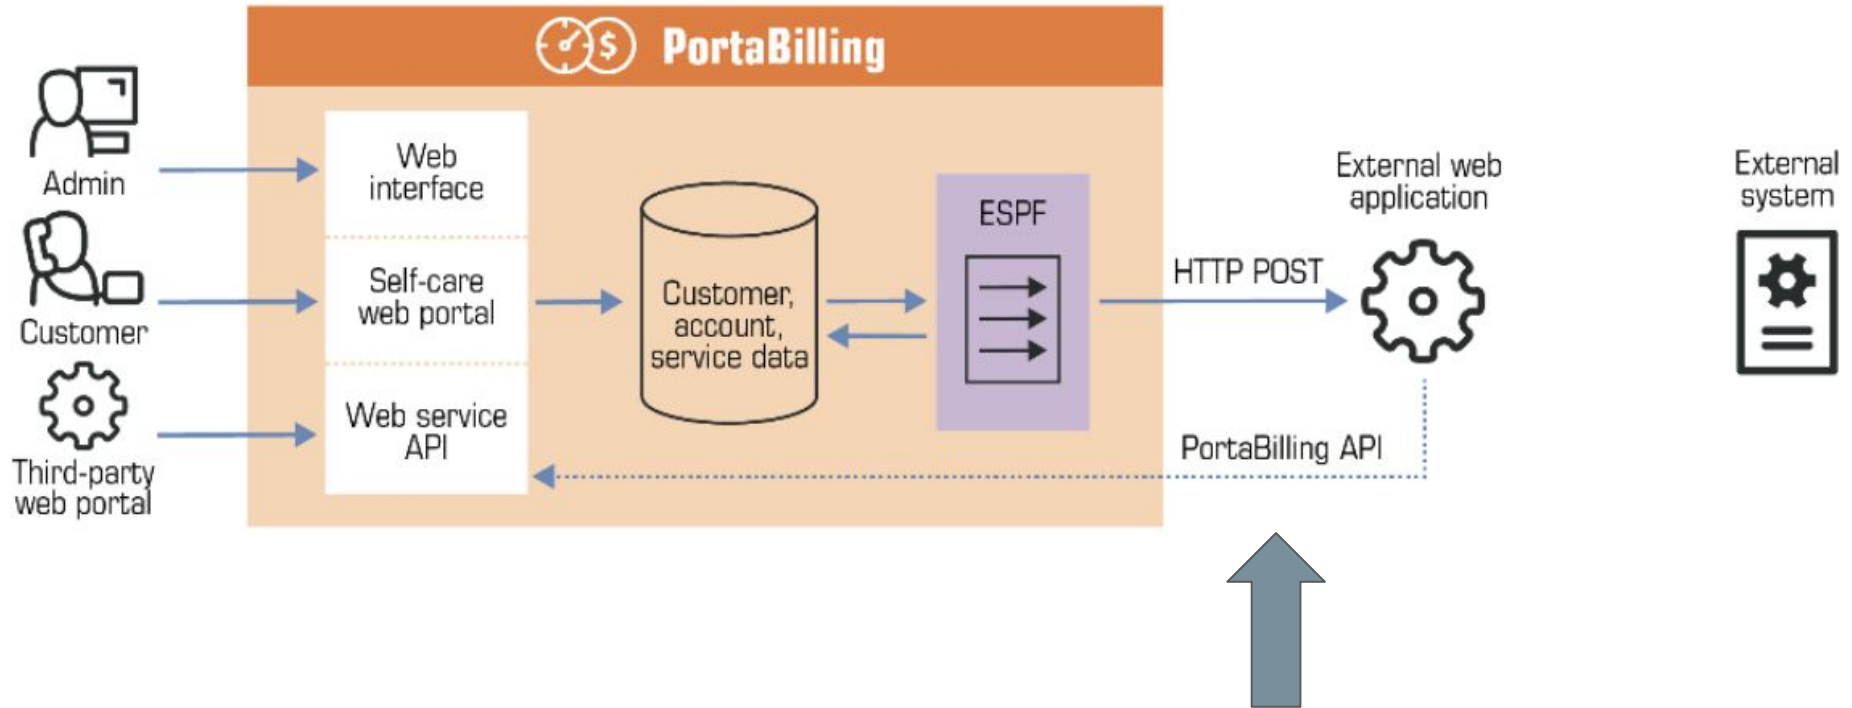 PortaBilling
Admin
Customer
Third-party
web portal
Web
interface
Self-care
web portal
Web service
API
Customer,
account,
service data
ESPF
HTTP POST
PortaBilling API
External web
application
External
system
$